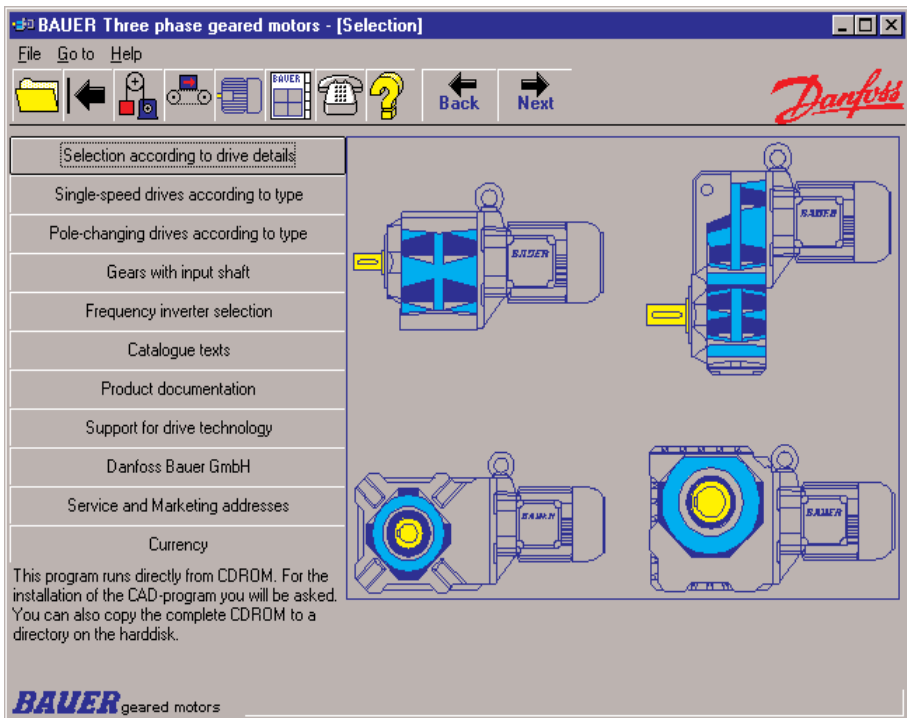 BAUER Three phase geared motors - [Selection]
File Go to Help
BAUER
Back Next
Danfoss
Selection according to drive details
Single-speed drives according to type
Pole-changing drives according to type
Gears with input shaft
Frequency inverter selection
Catalogue texts
Product documentation
Support for drive technology
Danfoss Bauer GmbH
Service and Marketing addresses
Currency
BAUER
BAUER
BAUER
BAUER
This program runs directly from CDROM. For the
installation of the CAD-program you will be asked.
You can also copy the complete CDROM to a
directory on the harddisk.
BAUER geared motors